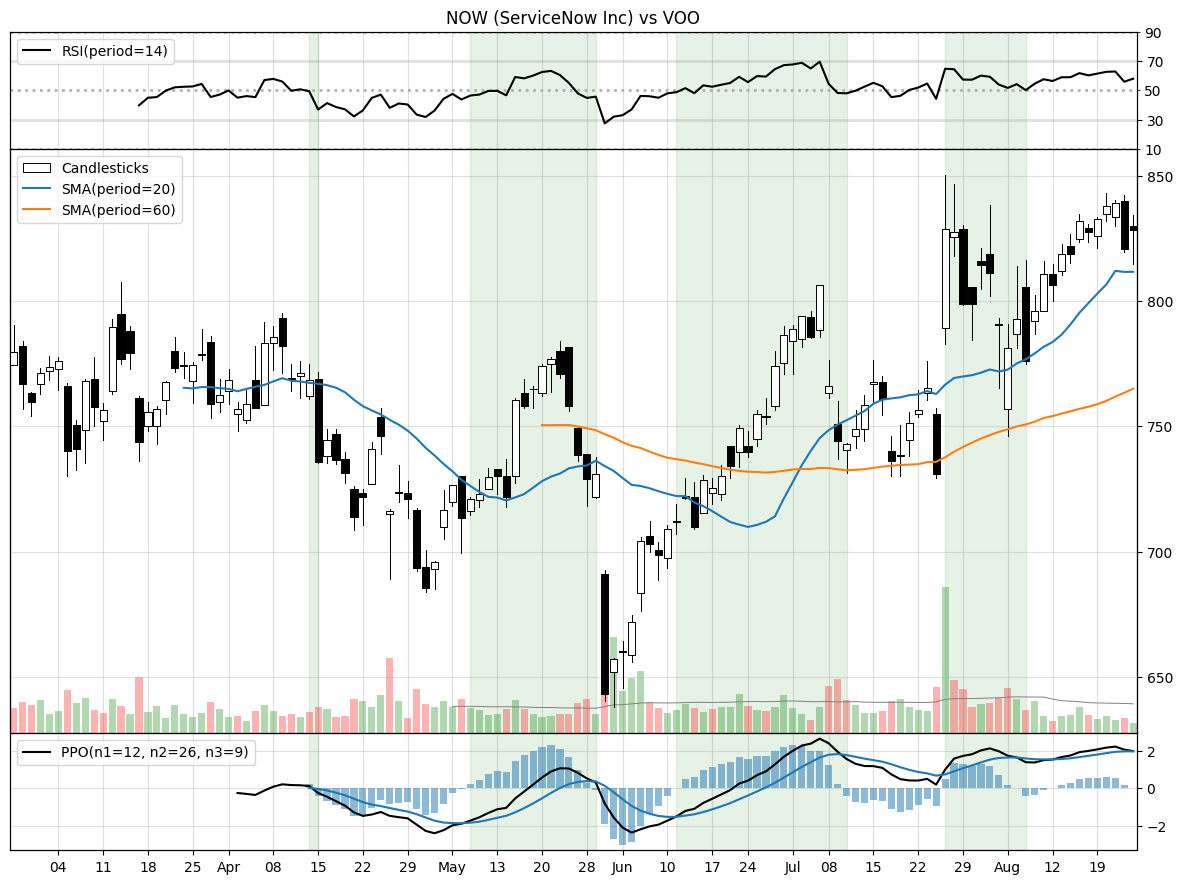 NOW (ServiceNow Inc) vs VOO
RSI(period=14)
90
70
50
30
10
Candlesticks
SMA(period=20)
SMA(period=60)
850
800
750
700
650
PPO(n1=12, n2=26, n3=9)
2
0
−2
04 11 18 25 Apr 08 15 22 29 May 13 20 28 Jun 10 17 24 Jul 08 15 22 29 Aug 12 19